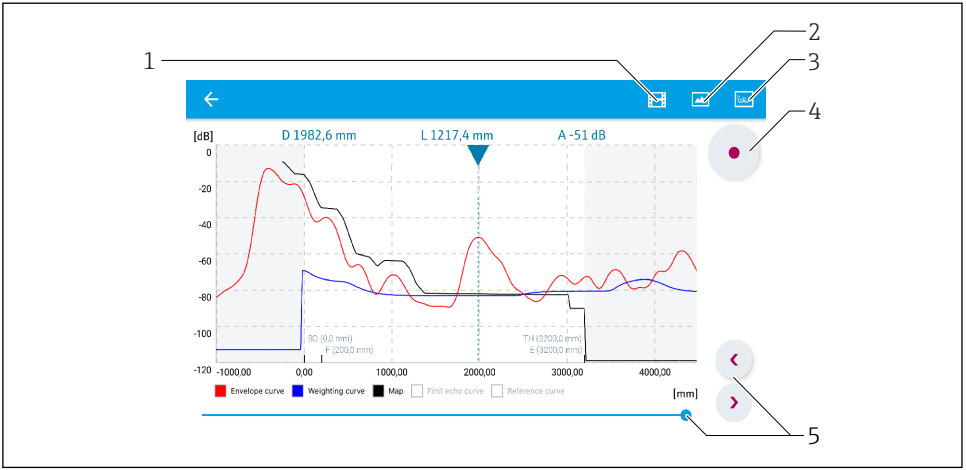 1
2
3
4
[dB]
D 1982,6 mm
L 1217,4 mm
A -51 dB
0
-20
-40
-60
-80
-100
-120
BD (0,0 mm)
F (200,0 mm)
TH (3200,0 mm)
E (3200,0 mm)
-1000,00
0,00
1000,00
2000,00
3000,00
4000,00
[mm]
Envelope curve
Weighting curve
Map
First echo curve
Reference curve
5